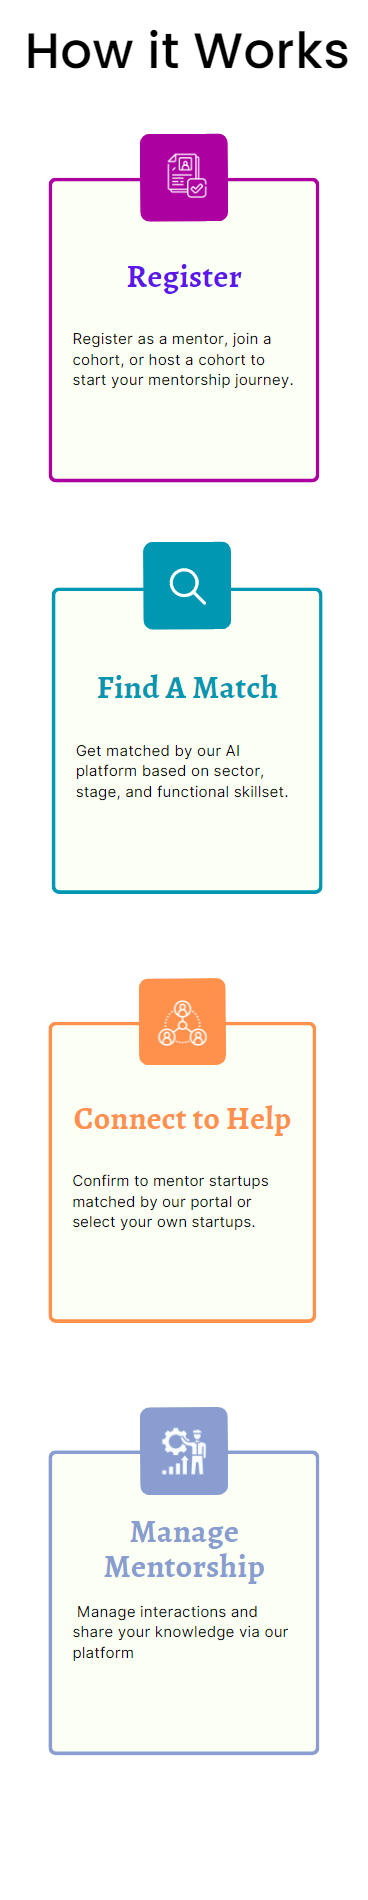 How it Works
Register
Register as a mentor, join a
cohort, or host a cohort to
start your mentorship journey.
Find A Match
Get matched by our AI
platform based on sector,
stage, and functional skillset.
Connect to Help
Confirm to mentor startups
matched by our portal or
select your own startups.
Manage
Mentorship
Manage interactions and
share your knowledge via our
platform